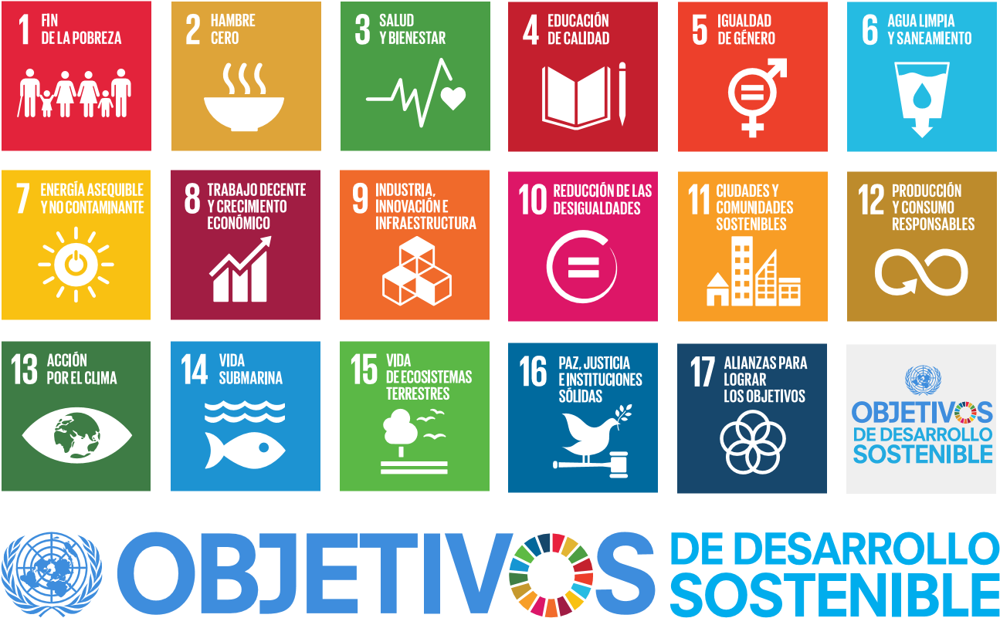 1 FIN
DE LA POBREZA
2 HAMBRE
CERO
3 SALUD
Y BIENESTAR
4 EDUCACIÓN
DE CALIDAD
5 IGUALDAD
DE GÉNERO
6 AGUA LIMPIA
Y SANEAMIENTO
7 ENERGÍA ASEQUIBLE
Y NO CONTAMINANTE
8 TRABAJO DECENTE
Y CRECIMIENTO
ECONÓMICO
9 INDUSTRIA,
INNOVACIÓN E
INFRAESTRUCTURA
10 REDUCCIÓN DE LAS
DESIGUALDADES
11 CIUDADES Y
COMUNIDADES
SOSTENIBLES
12 PRODUCCIÓN
Y CONSUMO
RESPONSABLES
13 ACCIÓN
POR EL CLIMA
14 VIDA
SUBMARINA
15 VIDA
DE ECOSISTEMAS
TERRESTRES
16 PAZ, JUSTICIA
E INSTITUCIONES
SÓLIDAS
17 ALIANZAS PARA
LOGRAR
LOS OBJETIVOS
OBJETIVOS
DE DESARROLLO
SOSTENIBLE
OBJETIVOS
DE DESARROLLO
SOSTENIBLE